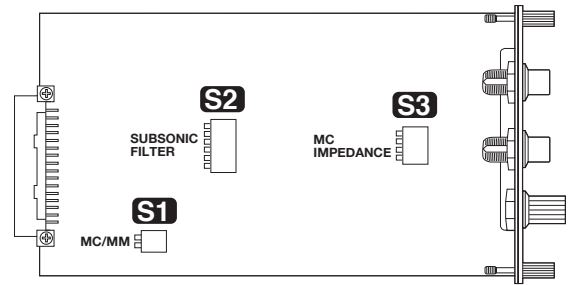 S2
SUBSONIC
FILTER
S3
MC
IMPEDANCE
S1
MC/MM